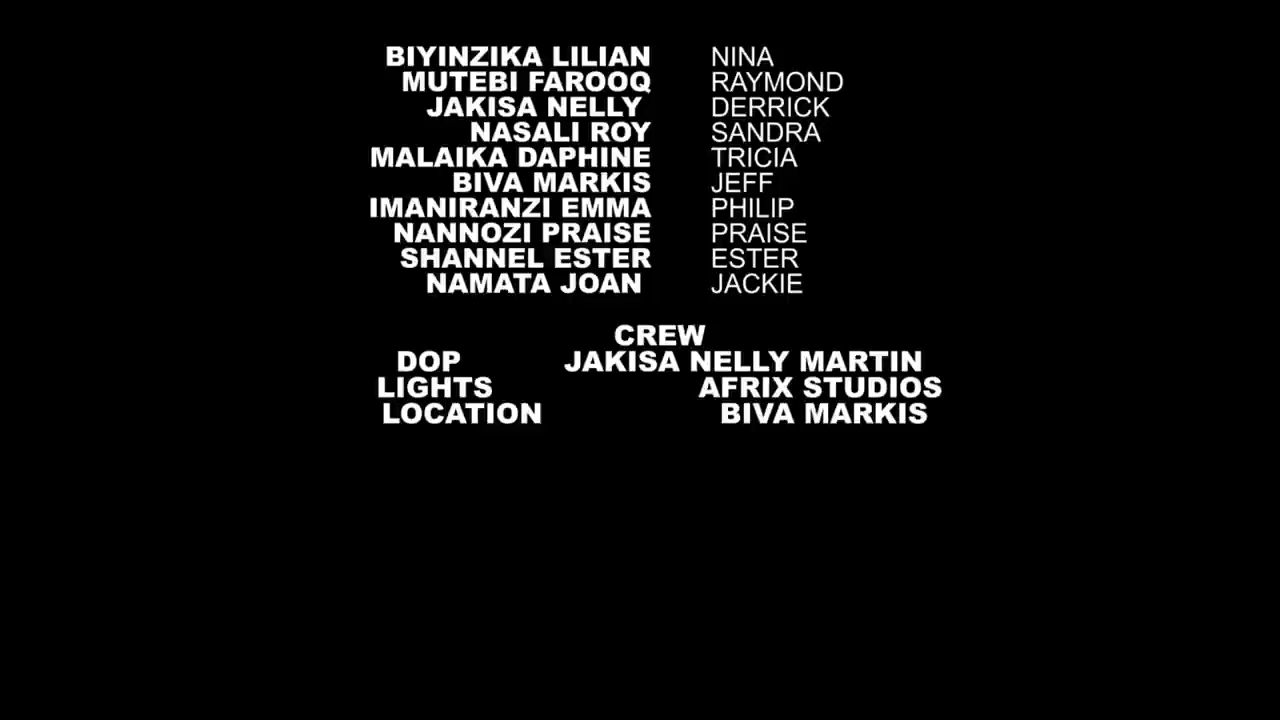 BIYINZIKA LILIAN NINA
MUTEBI FAROOQ RAYMOND
JAKISA NELLY DERRICK
NASALI ROY SANDRA
MALAIKA DAPHINE TRICIA
BIVA MARKIS JEFF
IMANIRANZI EMMA PHILIP
NANNOZI PRAISE PRAISE
SHANNEL ESTER ESTER
NAMATA JOAN JACKIE
CREW
DOP JAKISA NELLY MARTIN
LIGHTS AFRIX STUDIOS
LOCATION BIVA MARKIS